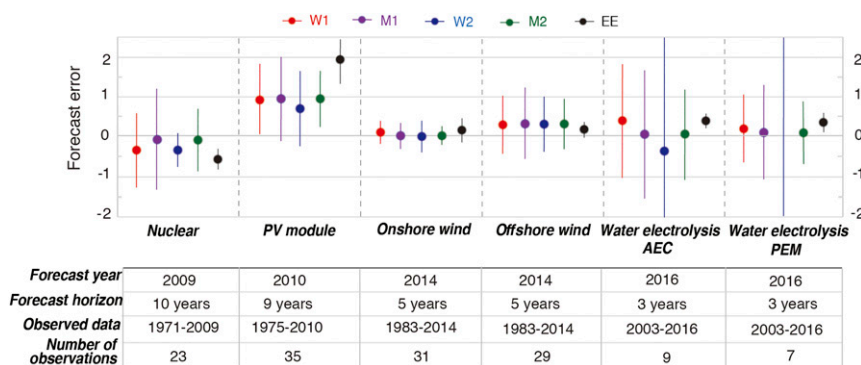 W1 M1 W2 M2 EE
Forecast error
2 2
1 1
0 0
-1 -1
-2 -2
Nuclear PV module Onshore wind Offshore wind Water electrolysis Water electrolysis
AEC PEM
Forecast year 2009 2010 2014 2014 2016 2016
Forecast horizon 10 years 9 years 5 years 5 years 3 years 3 years
Observed data 1971-2009 1975-2010 1983-2014 1983-2014 2003-2016 2003-2016
Number of
observations 23 35 31 29 9 7